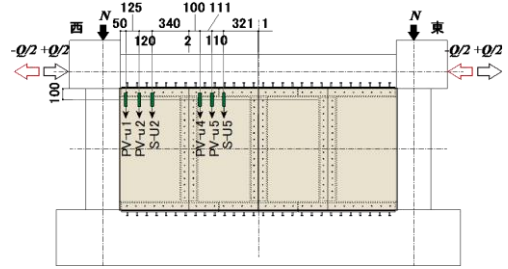 125
N
100
111
N
西
50
340
321
1
東
-Q/2 +Q/2
120
2
110
-Q/2 +Q/2
100
PV-u1
PV-u2
S-U2
PV-u4
PV-u5
S-U5